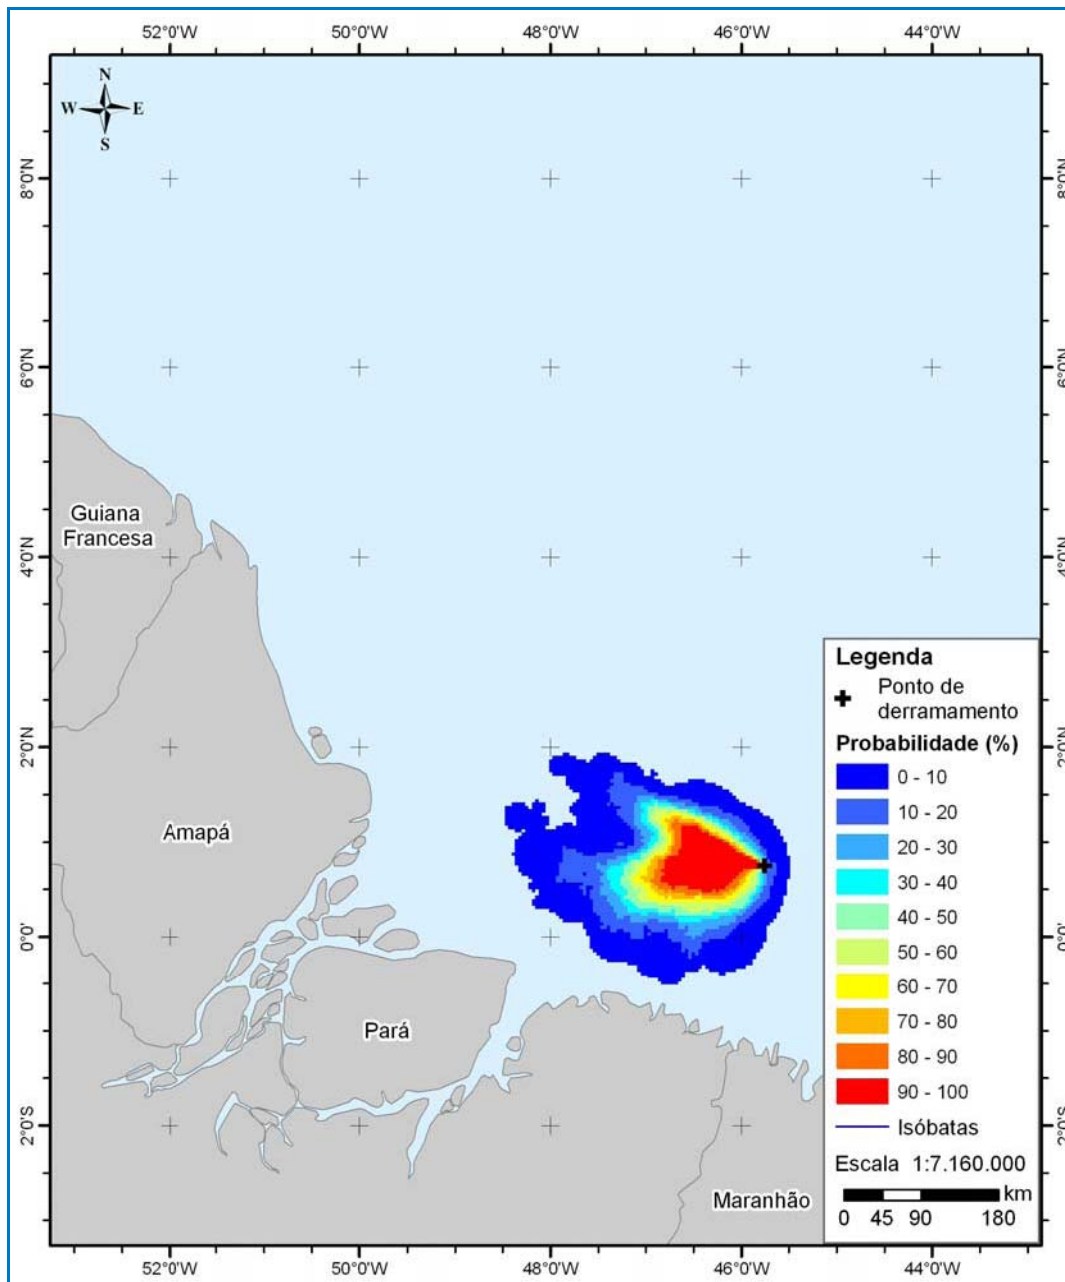 52°0'W 50°0'W 48°0'W 46°0'W 44°0'W
N
W E
S
8°0'N 8°0'N
6°0'N 6°0'N
Guiana
Francesa
4°0'N 4°0'N
Legenda
Ponto de
derramamento
Probabilidade (%)
2°0'N 2°0'N
0 - 10
10 - 20
20 - 30
30 - 40
40 - 50
50 - 60
60 - 70
70 - 80
80 - 90
90 - 100
Isóbatas
Amapá
0°0' 0°0'
Pará
2°0'S 2°0'S
Escala 1:7.160.000
km
0 45 90 180
Maranhão
52°0'W 50°0'W 48°0'W 46°0'W 44°0'W